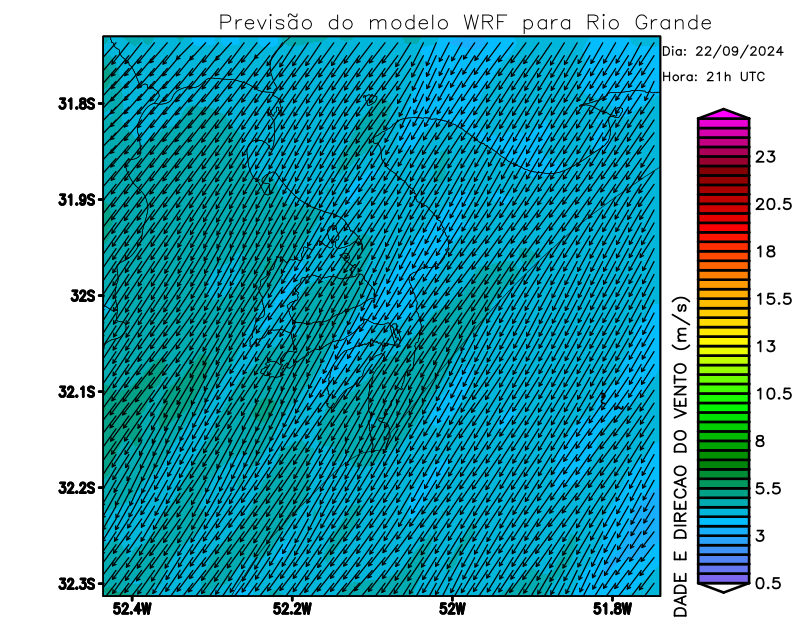 Previsão do modelo WRF para Rio Grande
Dia: 22/09/2024
Hora: 21h UTC
31.8S
31.9S
32S
32.1S
32.2S
32.3S
52.4W
52.2W
52W
51.8W
23
20.5
18
15.5
13
10.5
8
5.5
3
0.5
DADE E DIRECAO DO VENTO (m/s)